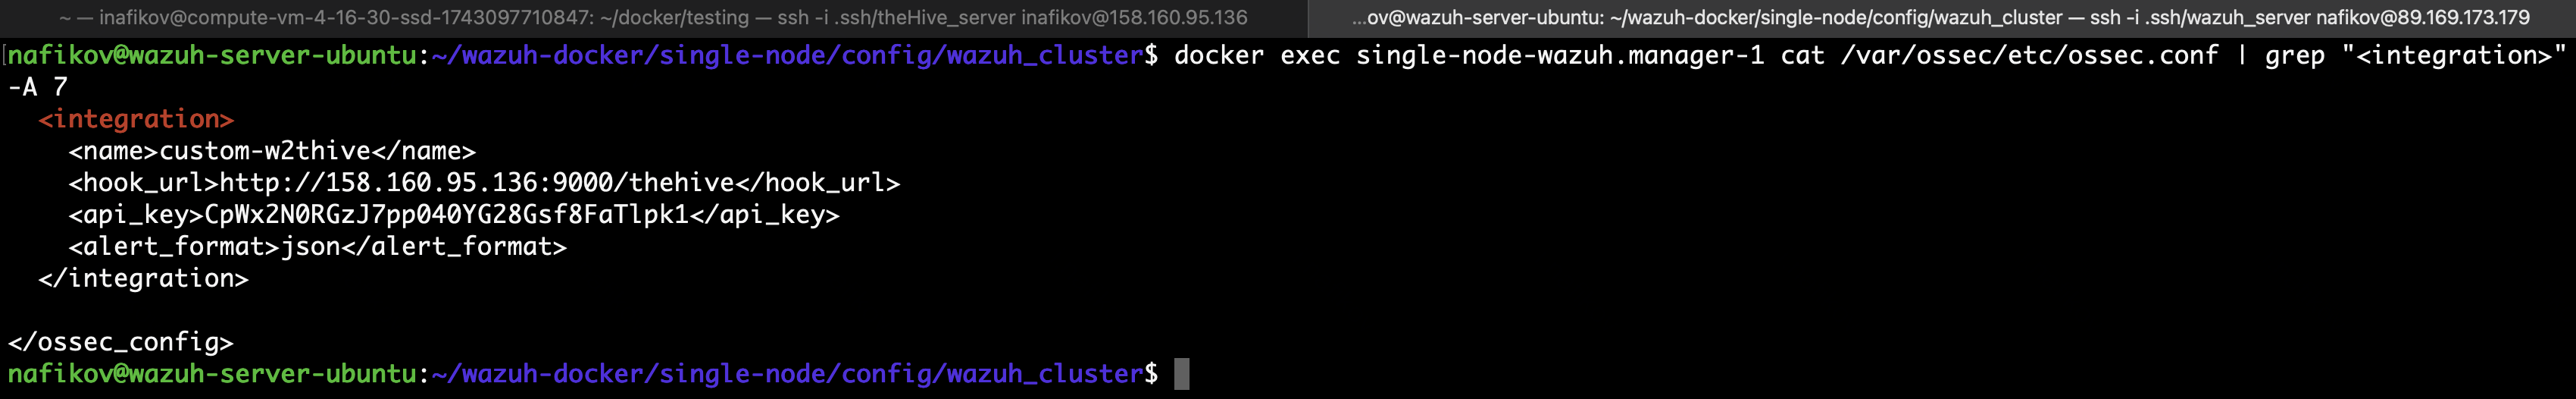 ~ — inafikov@compute-vm-4-16-30-ssd-1743097710847: ~/docker/testing — ssh -i .ssh/theHive_server inafikov@158.160.95.136
...ov@wazuh-server-ubuntu: ~/wazuh-docker/single-node/config/wazuh_cluster — ssh -i .ssh/wazuh_server nafikov@89.169.173.179
[nafikov@wazuh-server-ubuntu:~/wazuh-docker/single-node/config/wazuh_cluster$ docker exec single-node-wazuh.manager-1 cat /var/ossec/etc/ossec.conf | grep "<integration>"
-A 7
  <integration>
    <name>custom-w2thive</name>
    <hook_url>http://158.160.95.136:9000/thehive</hook_url>
    <api_key>CpWx2N0RGzJ7pp040YG28Gsf8FaTlpk1</api_key>
    <alert_format>json</alert_format>
  </integration>
</ossec_config>
nafikov@wazuh-server-ubuntu:~/wazuh-docker/single-node/config/wazuh_cluster$